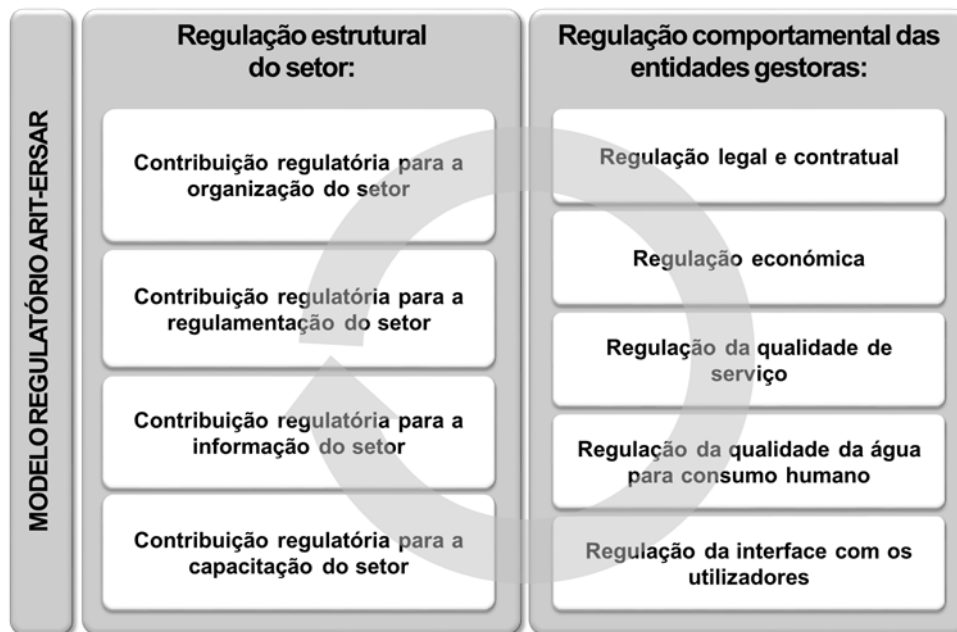 MODELO REGULATÓRIO ARIT-ERSAR
Regulação estrutural
do setor:
Contribuição regulatória para a
organização do setor
Contribuição regulatória para a
regulamentação do setor
Contribuição regulatória para a
informação do setor
Contribuição regulatória para a
capacitação do setor
Regulação comportamental das
entidades gestoras:
Regulação legal e contratual
Regulação económica
Regulação da qualidade de
serviço
Regulação da qualidade da água
para consumo humano
Regulação da interface com os
utilizadores